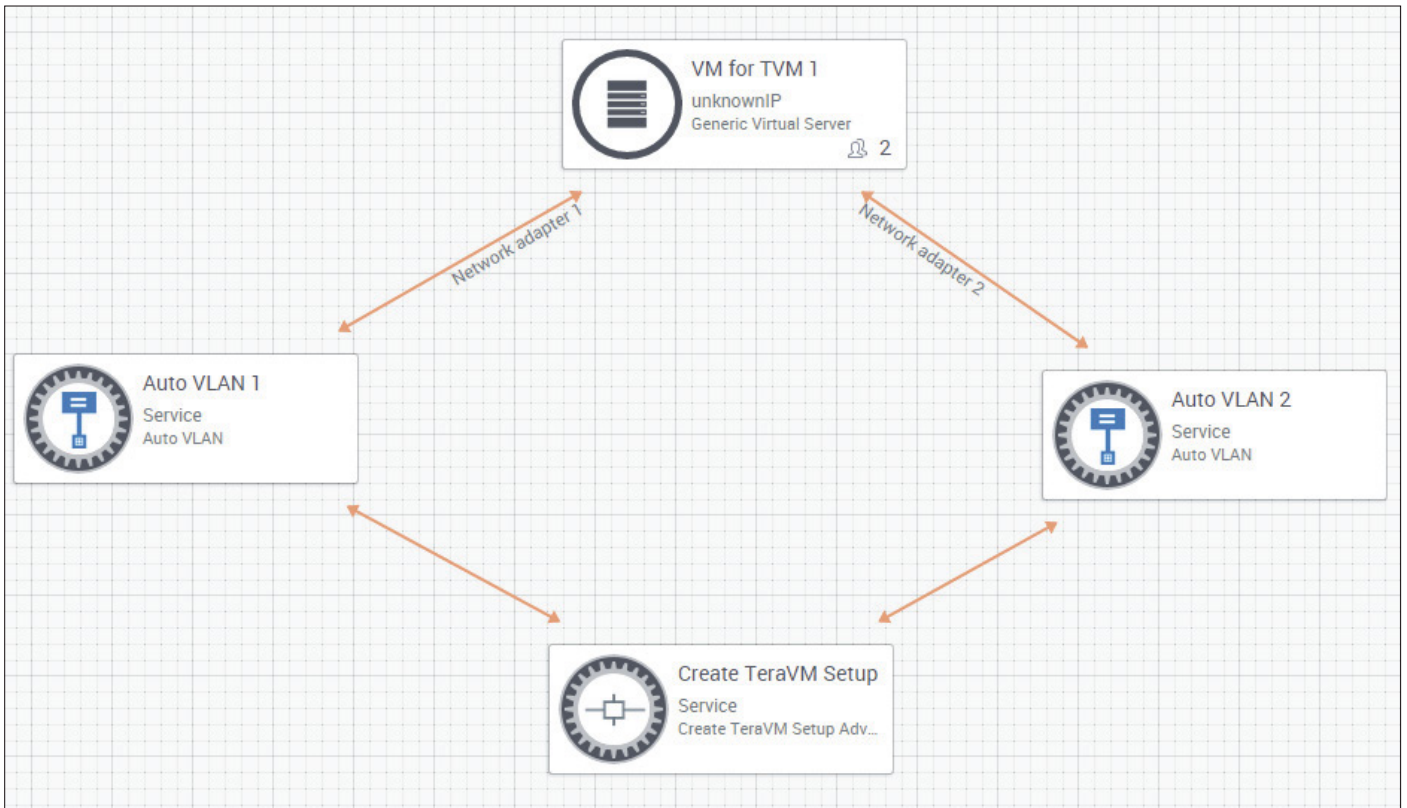 VM for TVM 1
unknownIP
Generic Virtual Server
2
Network adapter 1
Network adapter 2
Auto VLAN 1
Service
Auto VLAN
Auto VLAN 2
Service
Auto VLAN
Create TeraVM Setup
Service
Create TeraVM Setup Adv...